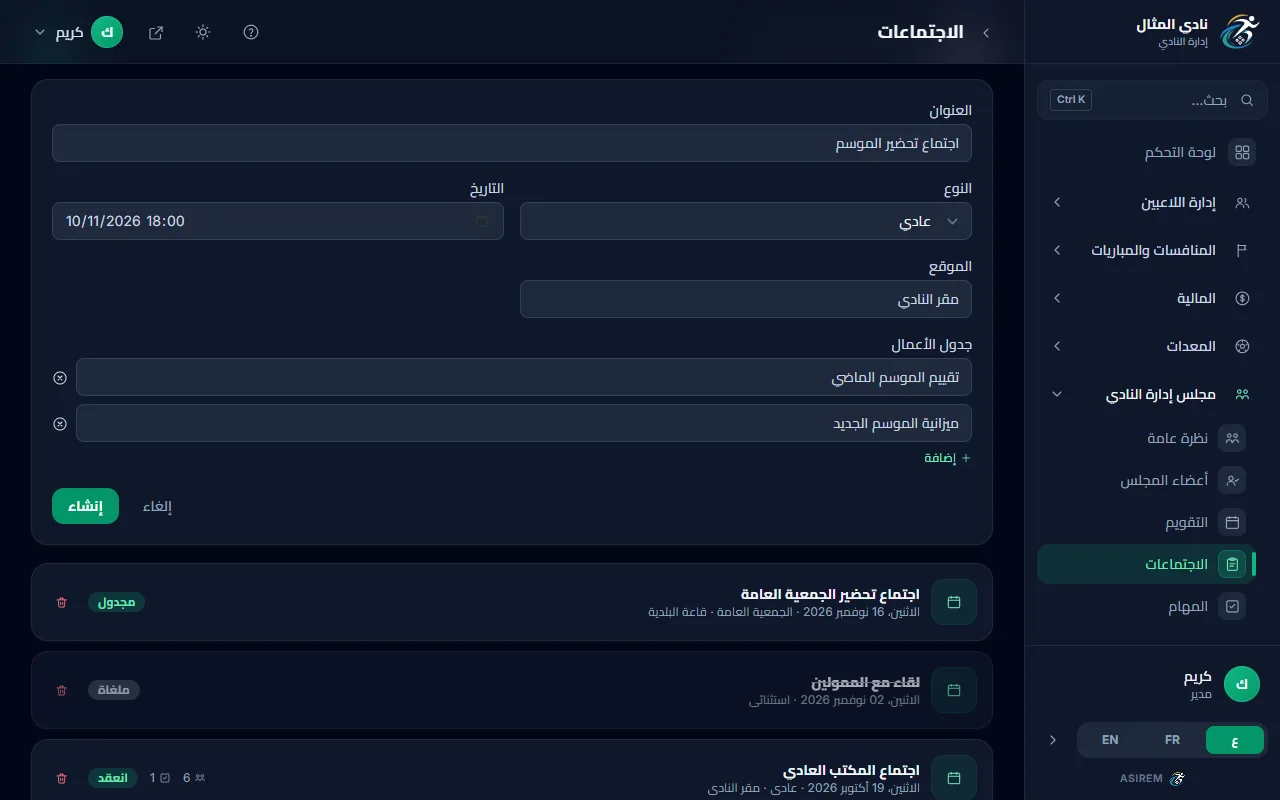 نادي المثال
إدارة النادي
بحث...
Ctrl K
لوحة التحكم
إدارة اللاعبين
المنافسات والمباريات
المالية
المعدات
مجلس إدارة النادي
نظرة عامة
أعضاء المجلس
التقويم
الاجتماعات
المهام
ك
كريم
مدير
ع
FR
EN
ASIREM
الاجتماعات
ك
كريم
العنوان
اجتماع تحضير الموسم
النوع
التاريخ
عادي
10/11/2026 18:00
الموقع
مقر النادي
جدول الأعمال
تقييم الموسم الماضي
ميزانية الموسم الجديد
+ إضافة
إلغاء
إنشاء
اجتماع تحضير الجمعية العامة
الاثنين، 16 نوفمبر 2026 · الجمعية العامة · قاعة البلدية
مجدول
لقاء مع الممولين
الاثنين، 02 نوفمبر 2026 · استثنائي
ملغاة
اجتماع المكتب العادي
الاثنين، 19 أكتوبر 2026 · عادي · مقر النادي
6
1
انعقد